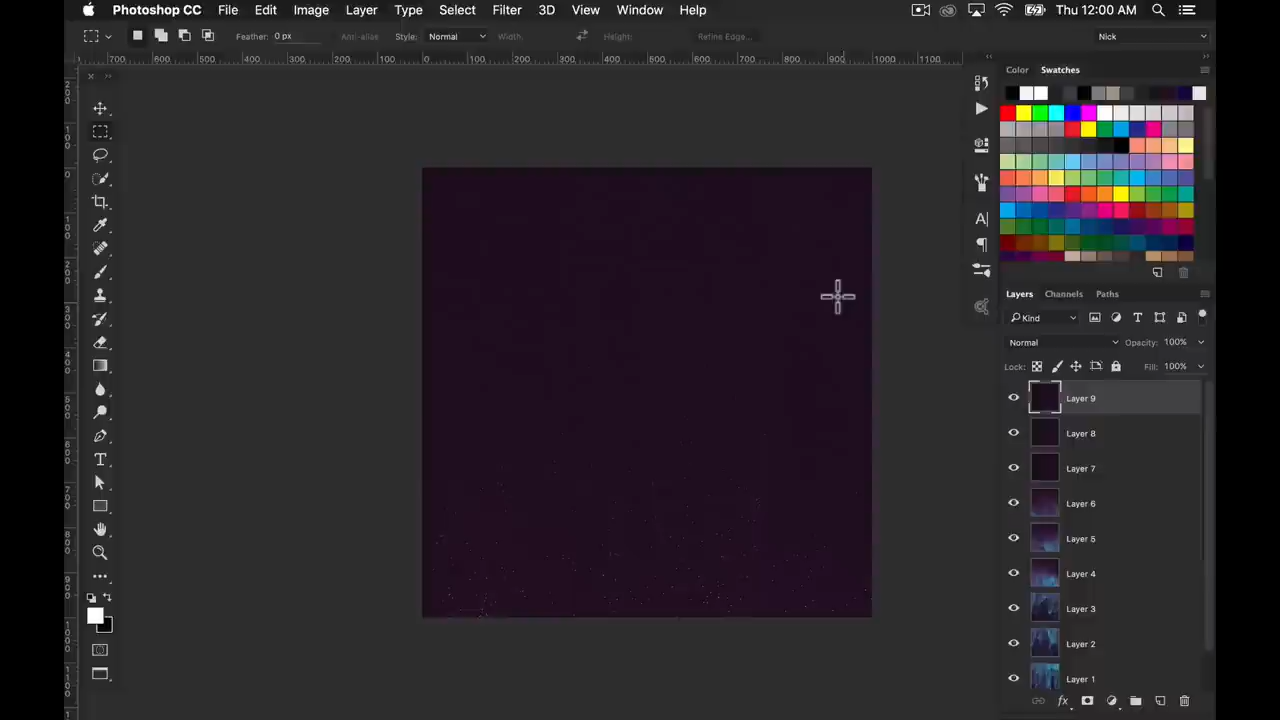 Photoshop CC File Edit Image Layer Type Select Filter 3D View Window Help Thu 12:00 AM
Feather: 0 px Anti-alias Style: Normal Width: Height: Refine Edge... Nick
700 600 500 400 300 200 100 0 100 200 300 400 500 600 700 800 900 1000 1100
Color Swatches
Layers Channels Paths
Kind
Normal Opacity: 100%
Lock: Fill: 100%
Layer 9
Layer 8
Layer 7
Layer 6
Layer 5
Layer 4
Layer 3
Layer 2
Layer 1